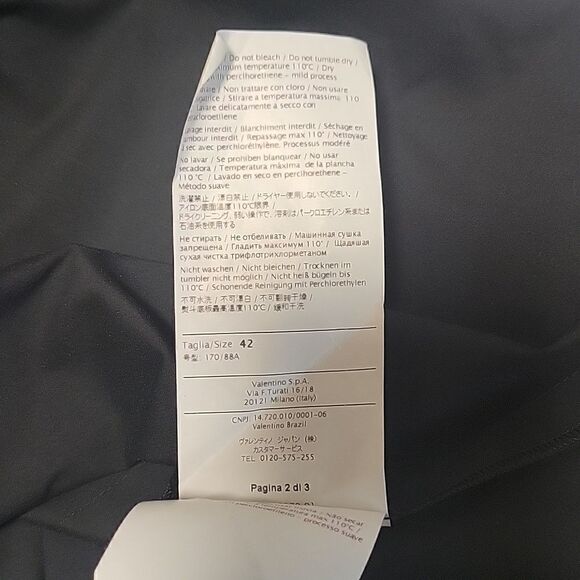 / Do not bleach / Do not tumble dry /
temperature 110°C / Dry
with perclhorethene - mild process
Non trattare con cloro / Non usare
/ Stirare a temperatura massima 110
lavare delicatamente a secco con
interdit / Blanchiment interdit / Séchage en
tambour interdit / Repassage max 110° / Nettoyage
à sec avec perchloréthylène. Processus modéré
No lavar / Se prohiben blanquear / No usar
secadora / Temperatura màxima de la plancha
110 °C / Lavado en seco en perclhorethene -
Método suave
洗濯禁止 / 漂白禁止 / ドライヤー使用しないでください。 /
アイロン底面温度110℃限界 /
ドライクリーニング、弱い操作で、溶剤はパークロエチレン系または
石油系を使用する
Не стирать / Не отбеливать / Машинная сушка
запрещена / Гладить максимум 110° / Щадящая
сухая чистка трифлотрихлорметаном
Nicht waschen / Nicht bleichen / Trocknen im
tumbler nicht möglich / Nicht heiß bügeln bis
110°C / Schonende Reinigung mit Perchlorethylen
不可水洗 / 不可漂白 / 不可翻转干燥 /
熨斗底板最高温度110℃ / 缓和干洗
Taglia/Size 42
号型: 170/88A
Valentino S.p.A.
Via F.Turati 16/18
20121 Milano (Italy)
CNPJ: 14.720.010/0001-06
Valentino Brazil
ヴァレンティノ ジャパン (株)
カスタマーサービス
TEL 0120-575-255
Pagina 2 di 3
/ Não secar
max 110°C /
processo suave